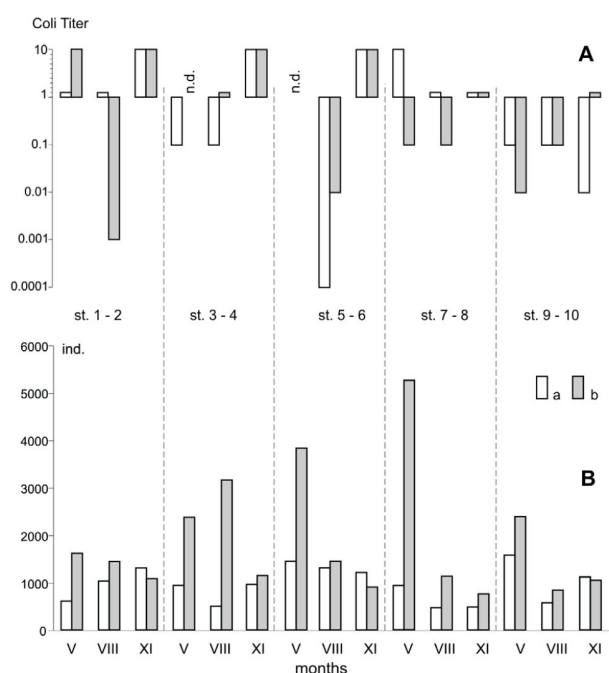 Coli Titer
10
1
0.1
0.01
0.001
0.0001
n.d.
n.d.
A
st. 1 - 2 st. 3 - 4 st. 5 - 6 st. 7 - 8 st. 9 - 10
6000
5000
4000
3000
2000
1000
0
ind.
a b
B
V VIII XI V VIII XI V VIII XI V VIII XI V VIII XI
months